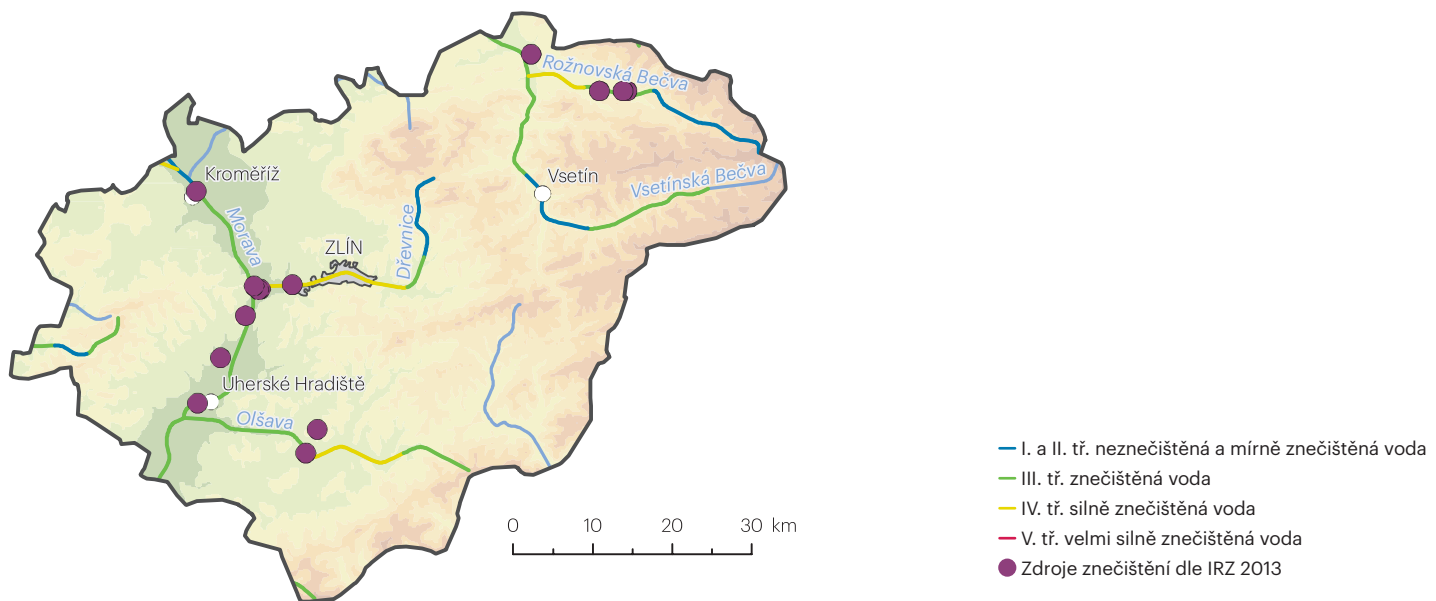 Rožnovská Bečva
Kroměříž
Vsetín
Vsetínská Bečva
Morava
Dřevnice
ZLÍN
Uherské Hradiště
Olšava
0 10 20 30 km
I. a II. tř. neznečištěná a mírně znečištěná voda
III. tř. znečištěná voda
IV. tř. silně znečištěná voda
V. tř. velmi silně znečištěná voda
Zdroje znečištění dle IRZ 2013